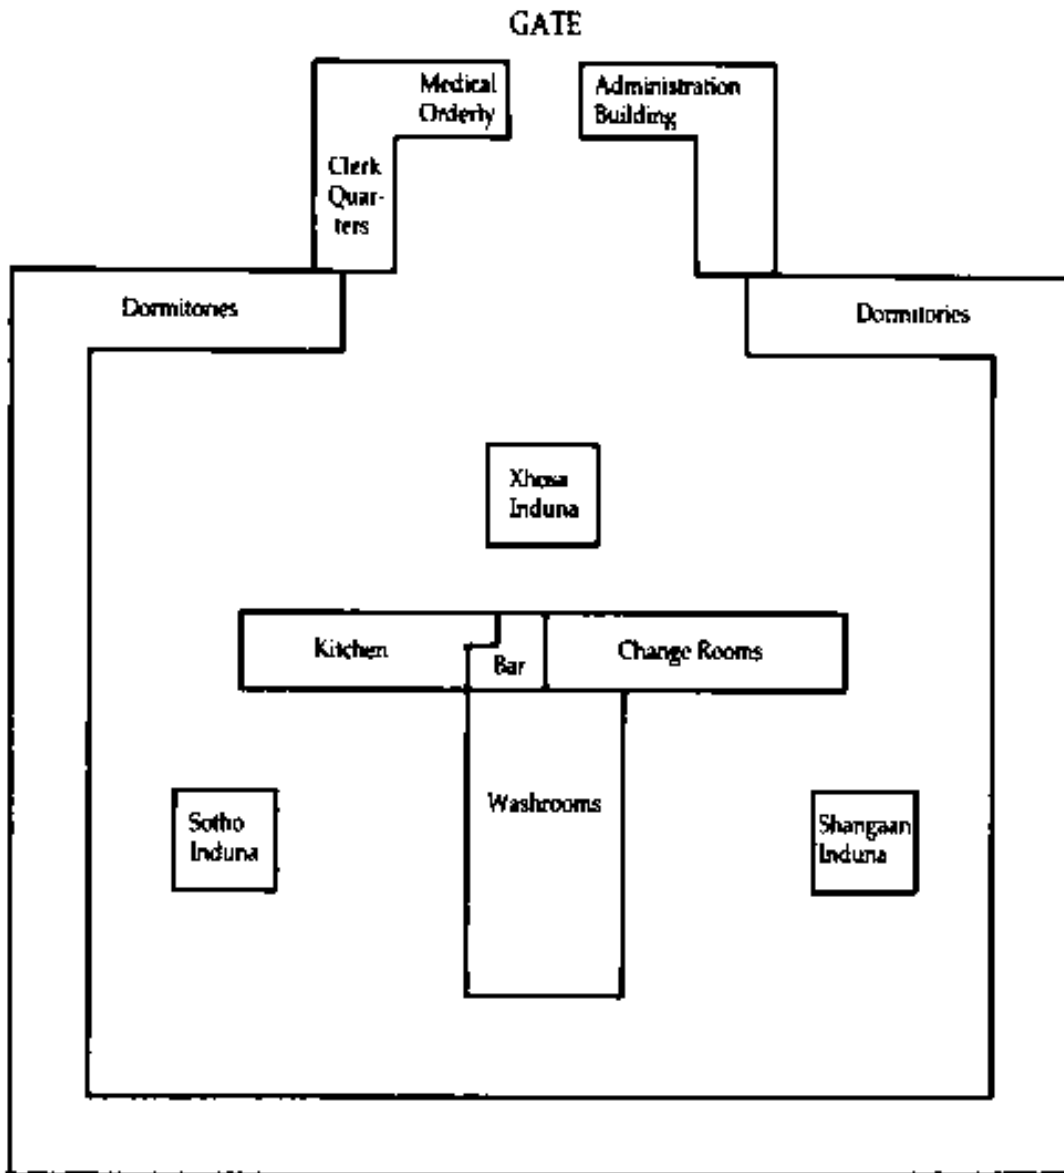 GATE
Medical
Orderly
Administration
Building
Clerk
Quar-
ters
Dormitories
Dormitories
Xhosa
Induna
Kitchen
Bar
Change Rooms
Washrooms
Sotho
Induna
Shangaan
Induna